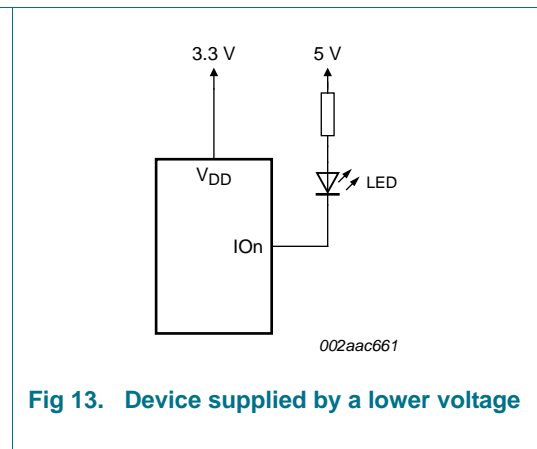 3.3 V 5 V
VDD
LED
IOn
002aac661
Fig 13. Device supplied by a lower voltage